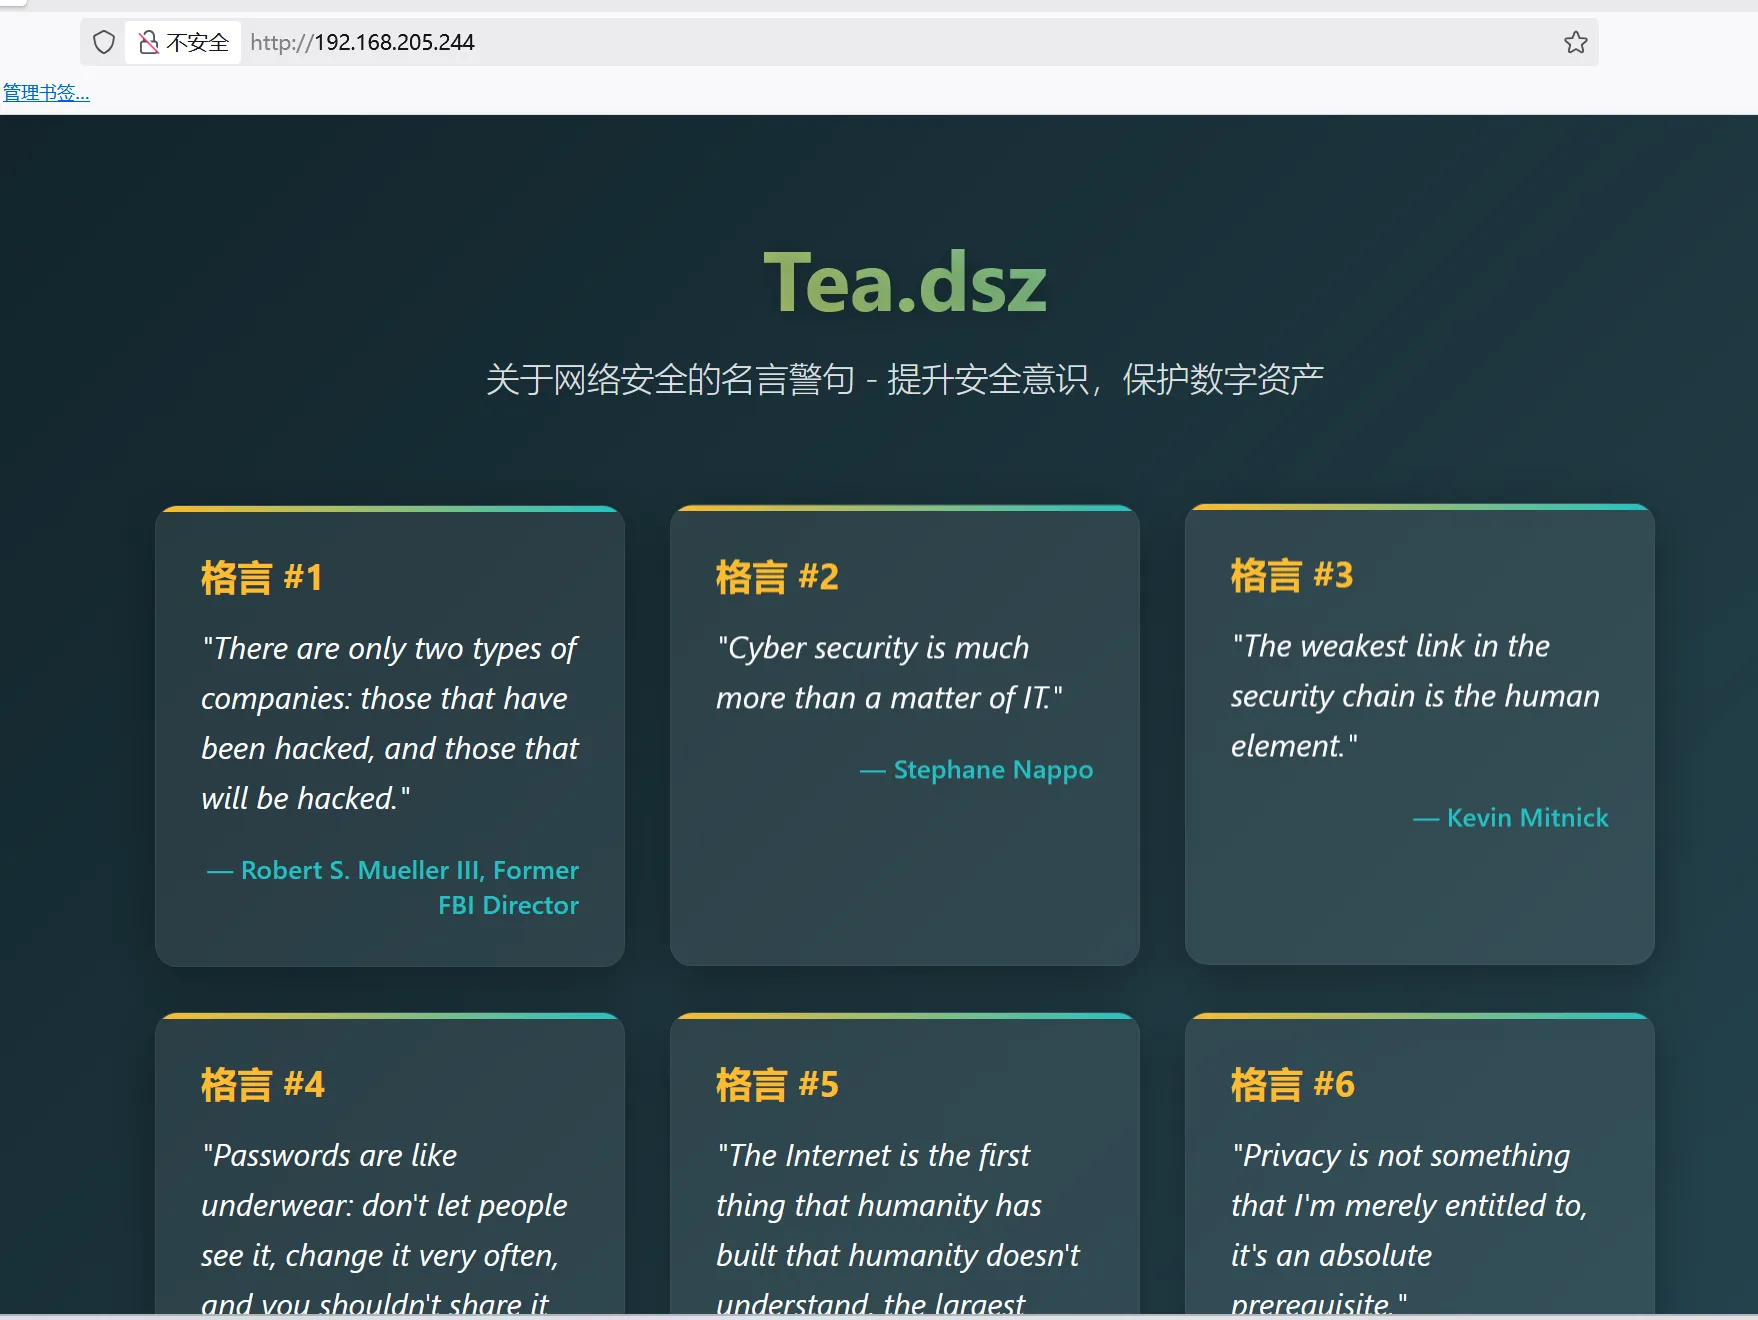 不安全 http://192.168.205.244
管理书签...
Tea.dsz
关于网络安全的名言警句 - 提升安全意识，保护数字资产
格言 #1
"There are only two types of
companies: those that have
been hacked, and those that
will be hacked."
— Robert S. Mueller III, Former
FBI Director
格言 #2
"Cyber security is much
more than a matter of IT."
— Stephane Nappo
格言 #3
"The weakest link in the
security chain is the human
element."
— Kevin Mitnick
格言 #4
"Passwords are like
underwear: don't let people
see it, change it very often,
and you shouldn't share it
格言 #5
"The Internet is the first
thing that humanity has
built that humanity doesn't
understand, the largest
格言 #6
"Privacy is not something
that I'm merely entitled to,
it's an absolute
prerequisite."